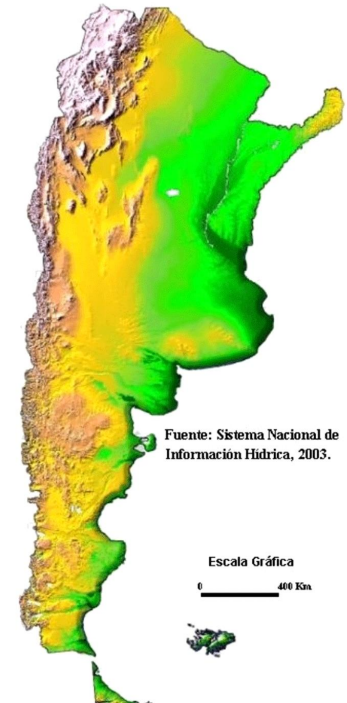 Fuente: Sistema Nacional de
Información Hídrica, 2003.
Escala Gráfica
0 400 Km